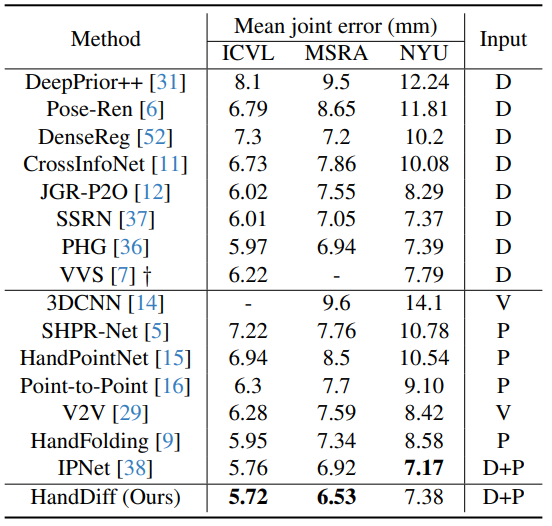 Method Mean joint error (mm) Input
ICVL MSRA NYU
DeepPrior++ [31] 8.1 9.5 12.24 D
Pose-Ren [6] 6.79 8.65 11.81 D
DenseReg [52] 7.3 7.2 10.2 D
CrossInfoNet [11] 6.73 7.86 10.08 D
JGR-P2O [12] 6.02 7.55 8.29 D
SSRN [37] 6.01 7.05 7.37 D
PHG [36] 5.97 6.94 7.39 D
VVS [7] † 6.22 - 7.79 D
3DCNN [14] - 9.6 14.1 V
SHPR-Net [5] 7.22 7.76 10.78 P
HandPointNet [15] 6.94 8.5 10.54 P
Point-to-Point [16] 6.3 7.7 9.10 P
V2V [29] 6.28 7.59 8.42 V
HandFolding [9] 5.95 7.34 8.58 P
IPNet [38] 5.76 6.92 7.17 D+P
HandDiff (Ours) 5.72 6.53 7.38 D+P